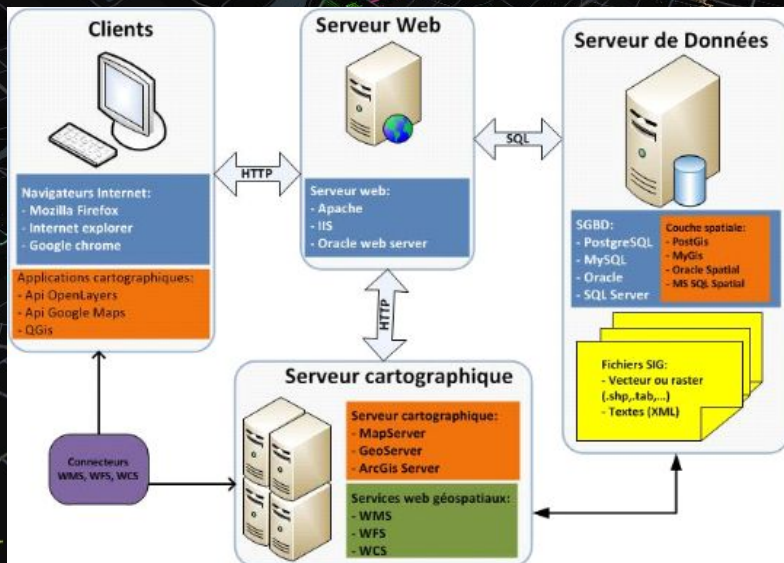 Clients
Navigateurs Internet:
- Mozilla Firefox
- Internet explorer
- Google chrome
Applications cartographiques:
- Api OpenLayers
- Api Google Maps
- QGis
HTTP
Serveur Web
Serveur web:
- Apache
- IIS
- Oracle web server
SQL
Serveur de Données
SGBD:
- PostgreSQL
- MySQL
- Oracle
- SQL Server
Couche spatiale:
- PostGis
- MyGis
- Oracle Spatial
- MS SQL Spatial
Fichiers SIG:
- Vecteur ou raster
(.shp,.tab,...)
- Textes (XML)
HTTP
Serveur cartographique
Serveur cartographique:
- MapServer
- GeoServer
- ArcGis Server
Services web géospatiaux:
- WMS
- WFS
- WCS
Connecteurs
WMS, WFS, WCS